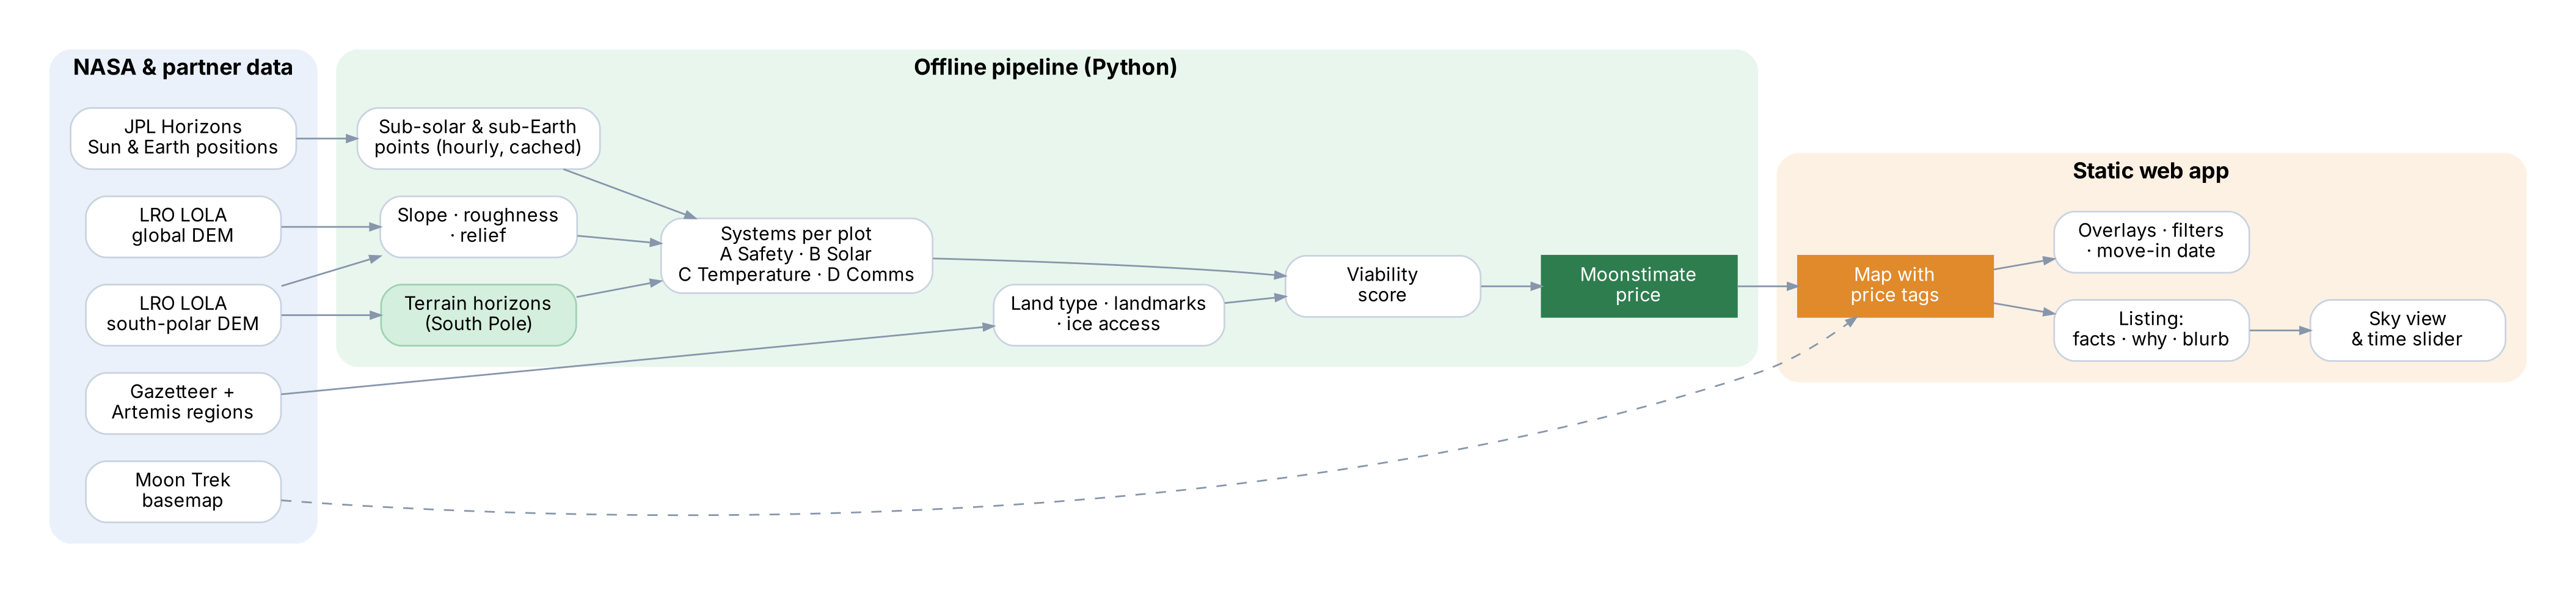 NASA & partner data
JPL Horizons
Sun & Earth positions
LRO LOLA
global DEM
LRO LOLA
south-polar DEM
Gazetteer +
Artemis regions
Moon Trek
basemap
Offline pipeline (Python)
Sub-solar & sub-Earth
points (hourly, cached)
Slope · roughness
· relief
Terrain horizons
(South Pole)
Systems per plot
A Safety · B Solar
C Temperature · D Comms
Land type · landmarks
· ice access
Viability
score
Moonstimate
price
Static web app
Map with
price tags
Overlays · filters
· move-in date
Listing:
facts · why · blurb
Sky view
& time slider